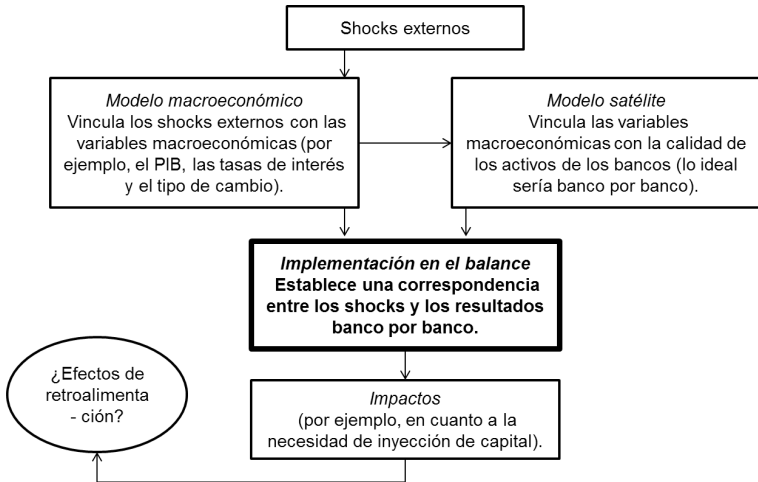 Shocks externos
Modelo macroeconómico
Vincula los shocks externos con las
variables macroeconómicas (por
ejemplo, el PIB, las tasas de interés
y el tipo de cambio).
Modelo satélite
Vincula las variables
macroeconómicas con la calidad de
los activos de los bancos (lo ideal
sería banco por banco).
Implementación en el balance
Establece una correspondencia
entre los shocks y los resultados
banco por banco.
¿Efectos de
retroalimenta
- ción?
Impactos
(por ejemplo, en cuanto a la
necesidad de inyección de capital).